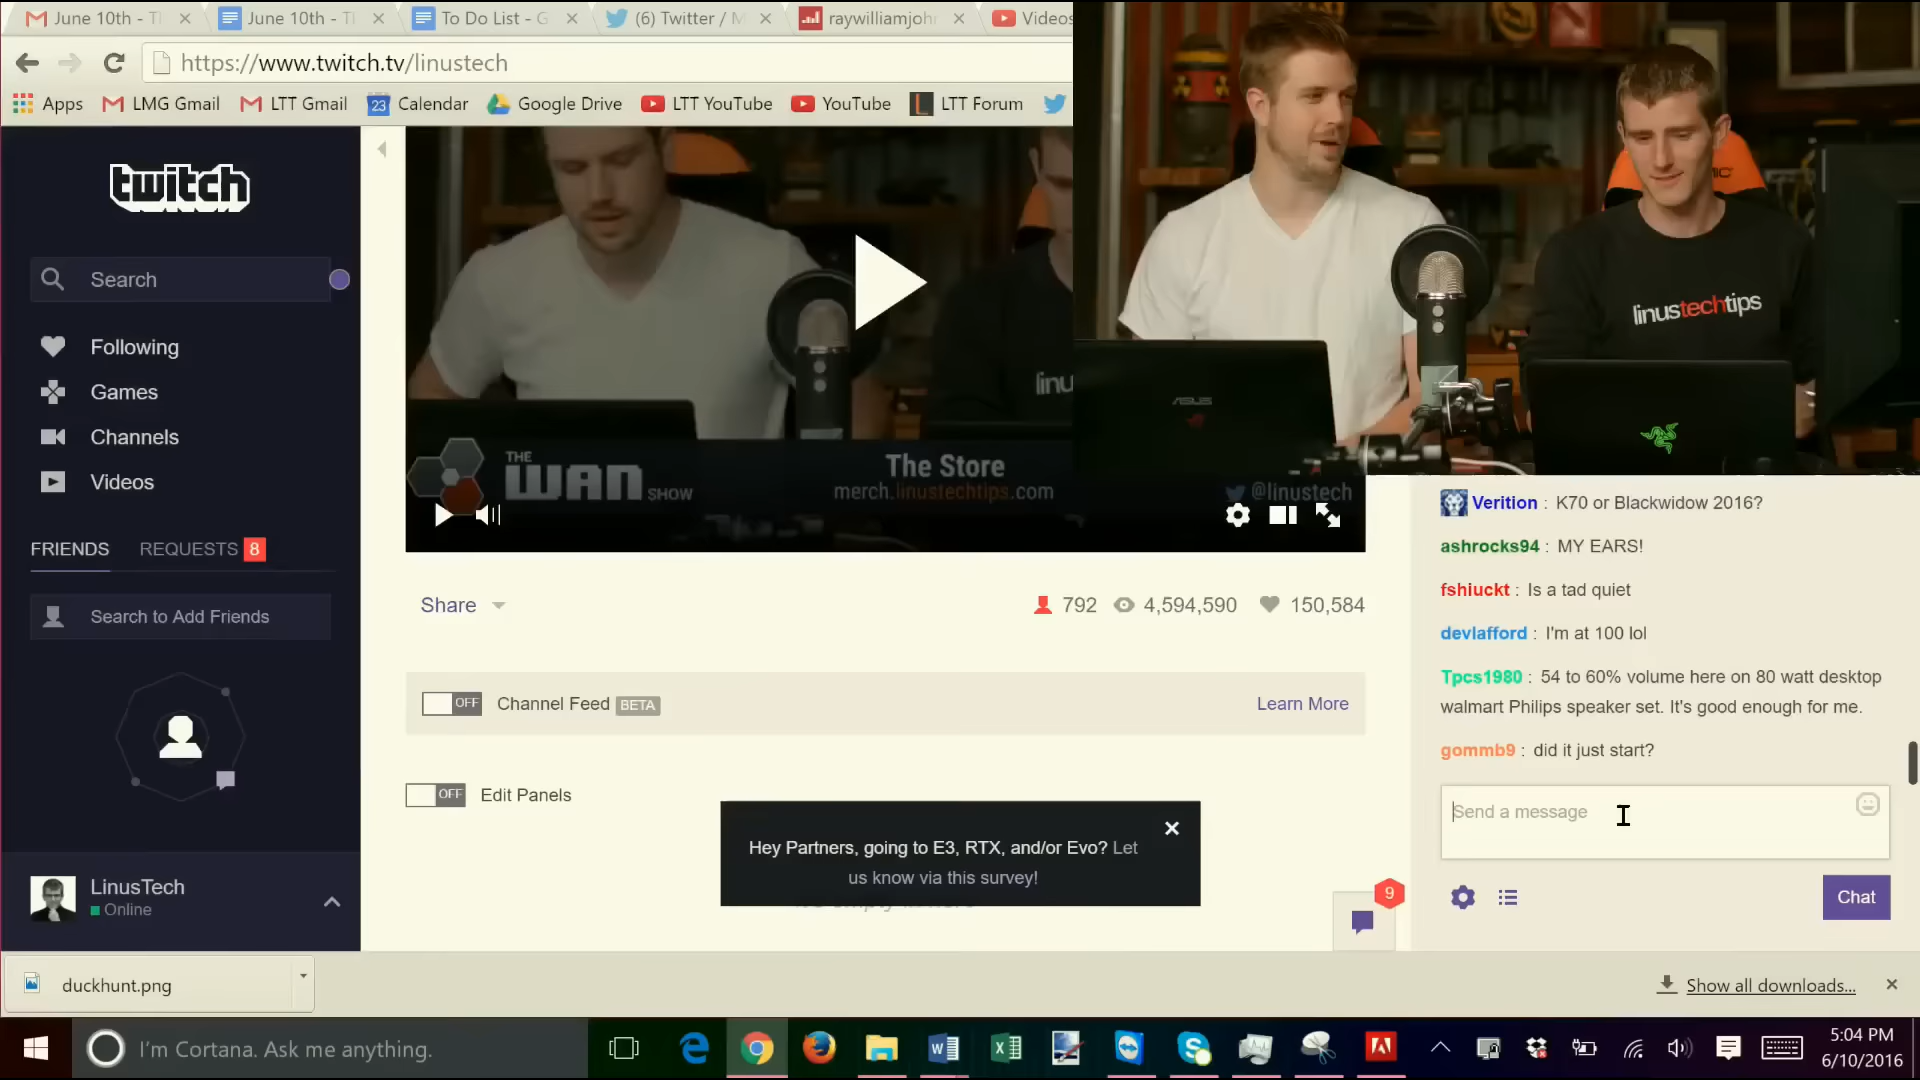 June 10th - Tl
June 10th - Tl
To Do List - G
(6) Twitter / M
raywilliamjoh
Videos
https://www.twitch.tv/linustech
Apps
LMG Gmail
LTT Gmail
23
Calendar
Google Drive
LTT YouTube
YouTube
LTT Forum
twitch
Search
Following
Games
Channels
Videos
FRIENDS
REQUESTS 8
Search to Add Friends
LinusTech
Online
linustechtips
ASUS
THE
WAN SHOW
The Store
merch.linustechtips.com
@linustech
Share
792
4,594,590
150,584
OFF
Channel Feed BETA
Learn More
OFF
Edit Panels
Hey Partners, going to E3, RTX, and/or Evo? Let
us know via this survey!
9
Verition : K70 or Blackwidow 2016?
ashrocks94 : MY EARS!
fshiuckt : Is a tad quiet
devlafford : I'm at 100 lol
Tpcs1980 : 54 to 60% volume here on 80 watt desktop
walmart Philips speaker set. It's good enough for me.
gommb9 : did it just start?
Send a message
Chat
duckhunt.png
Show all downloads...
I'm Cortana. Ask me anything.
5:04 PM
6/10/2016